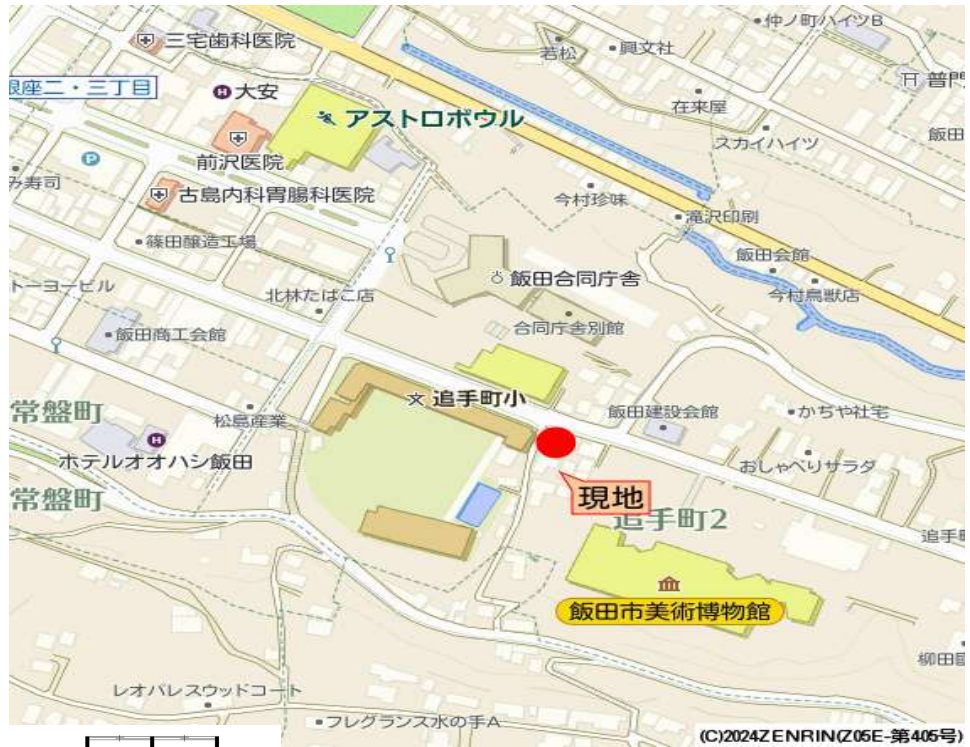 仲ノ町ハイツB
三宅歯科医院
若松
興文社
銀座二・三丁目
大安
普門
在来屋
アストロボウル
スカイハイツ
飯田
前沢医院
P
み寿司
古島内科胃腸科医院
今村珍味
滝沢印刷
篠田醸造工場
飯田会館
飯田合同庁舎
トーヨービル
北林たばこ店
今村鳥獣店
合同庁舎別館
飯田商工会館
追手町小
常盤町
松島産業
飯田建設会館
かちや社宅
ホテルオオハシ飯田
おしゃべりサラダ
現地
常盤町
追手町2
追手町
飯田市美術博物館
柳田國
レオパレスウッドコート
フレグランス水の手A
(C)2024ZENRIN(Z05E-第405号)